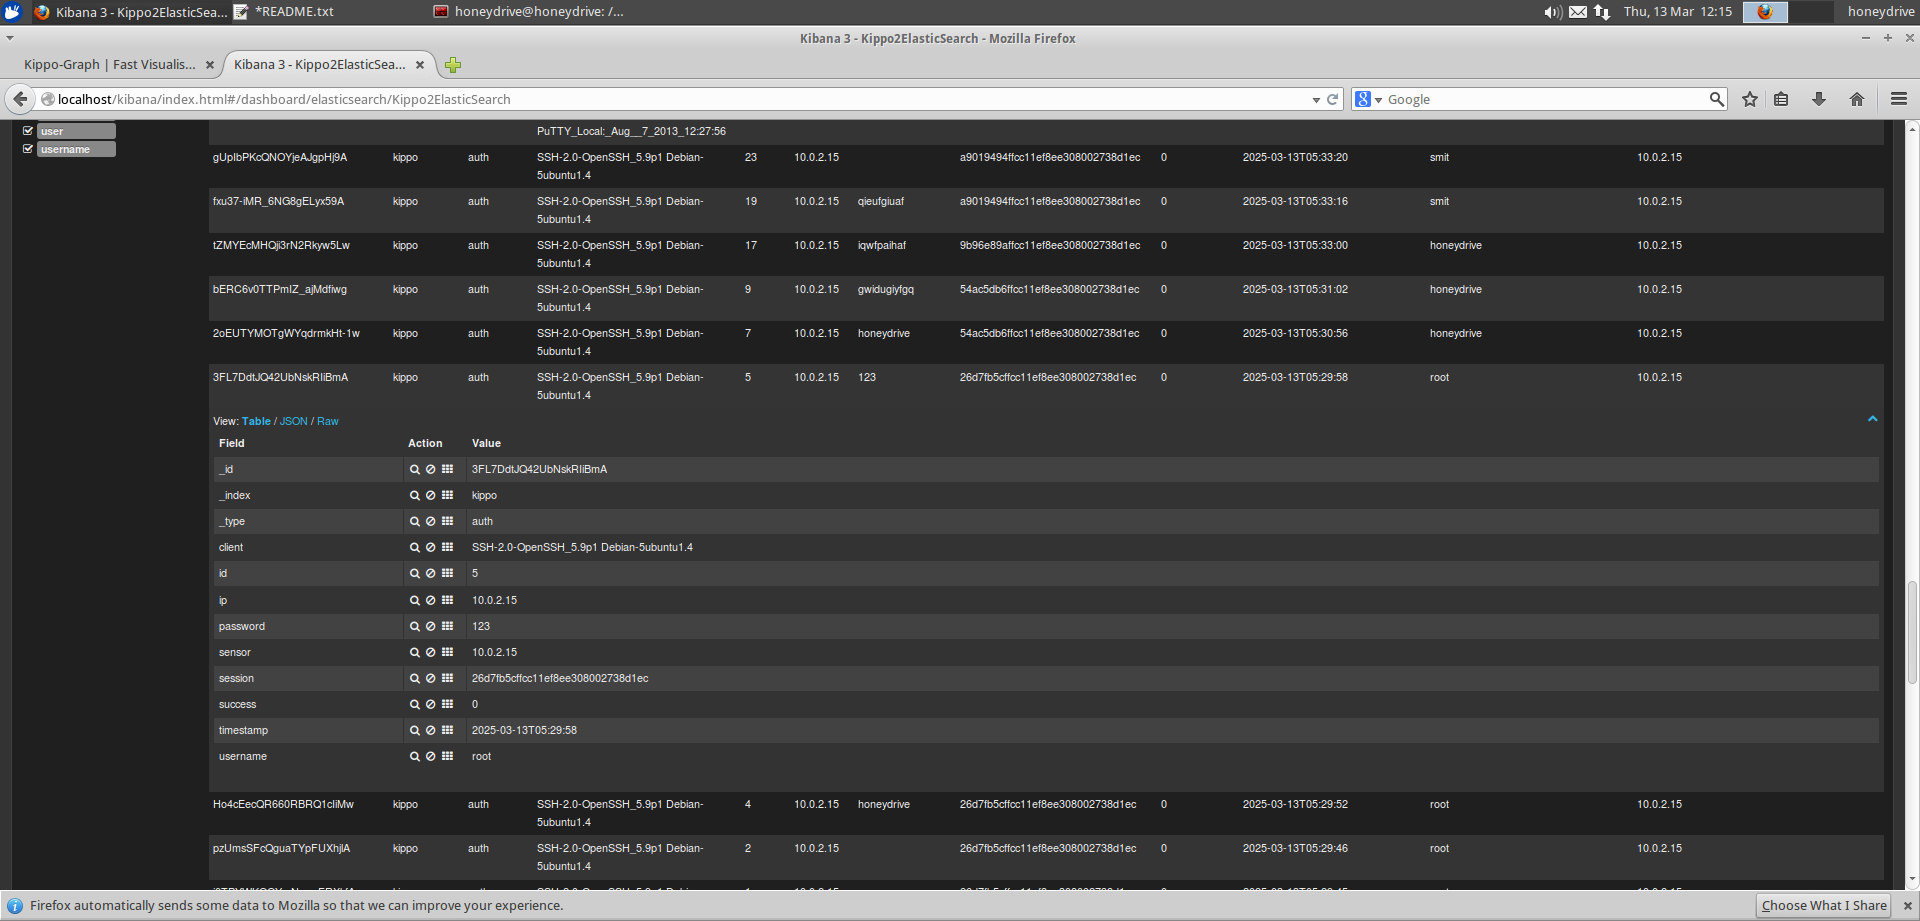 Kibana 3 - Kippo2ElasticSea... *README.txt honeydrive@honeydrive: /... Thu, 13 Mar 12:15 honeydrive
Kibana 3 - Kippo2ElasticSearch - Mozilla Firefox
Kippo-Graph | Fast Visualis... Kibana 3 - Kippo2ElasticSea...
localhost/kibana/index.html#/dashboard/elasticsearch/Kippo2ElasticSearch Google
user
username
PuTTY_Local:_Aug__7_2013_12:27:56
gUpIbPKcQNOYjeAJgpHj9A kippo auth SSH-2.0-OpenSSH_5.9p1 Debian- 23 10.0.2.15 a9019494ffcc11ef8ee308002738d1ec 0 2025-03-13T05:33:20 smit 10.0.2.15
5ubuntu1.4
fxu37-iMR_6NG8gELyx59A kippo auth SSH-2.0-OpenSSH_5.9p1 Debian- 19 10.0.2.15 qieufgiuaf a9019494ffcc11ef8ee308002738d1ec 0 2025-03-13T05:33:16 smit 10.0.2.15
5ubuntu1.4
tZMYEcMHQji3rN2Rkyw5Lw kippo auth SSH-2.0-OpenSSH_5.9p1 Debian- 17 10.0.2.15 iqwfpaihaf 9b96e89affcc11ef8ee308002738d1ec 0 2025-03-13T05:33:00 honeydrive 10.0.2.15
5ubuntu1.4
bERC6v0TTPmIZ_ajMdfiwg kippo auth SSH-2.0-OpenSSH_5.9p1 Debian- 9 10.0.2.15 gwidugiyfgq 54ac5db6ffcc11ef8ee308002738d1ec 0 2025-03-13T05:31:02 honeydrive 10.0.2.15
5ubuntu1.4
2oEUTYMOTgWYqdrmkHt-1w kippo auth SSH-2.0-OpenSSH_5.9p1 Debian- 7 10.0.2.15 honeydrive 54ac5db6ffcc11ef8ee308002738d1ec 0 2025-03-13T05:30:56 honeydrive 10.0.2.15
5ubuntu1.4
3FL7DdtJQ42UbNskRIiBmA kippo auth SSH-2.0-OpenSSH_5.9p1 Debian- 5 10.0.2.15 123 26d7fb5cffcc11ef8ee308002738d1ec 0 2025-03-13T05:29:58 root 10.0.2.15
5ubuntu1.4
View: Table / JSON / Raw
Field Action Value
_id 3FL7DdtJQ42UbNskRIiBmA
_index kippo
_type auth
client SSH-2.0-OpenSSH_5.9p1 Debian-5ubuntu1.4
id 5
ip 10.0.2.15
password 123
sensor 10.0.2.15
session 26d7fb5cffcc11ef8ee308002738d1ec
success 0
timestamp 2025-03-13T05:29:58
username root
Ho4cEecQR660RBRQ1cIiMw kippo auth SSH-2.0-OpenSSH_5.9p1 Debian- 4 10.0.2.15 honeydrive 26d7fb5cffcc11ef8ee308002738d1ec 0 2025-03-13T05:29:52 root 10.0.2.15
5ubuntu1.4
pzUmsSFcQguaTYpFUXhjlA kippo auth SSH-2.0-OpenSSH_5.9p1 Debian- 2 10.0.2.15 26d7fb5cffcc11ef8ee308002738d1ec 0 2025-03-13T05:29:46 root 10.0.2.15
5ubuntu1.4
Firefox automatically sends some data to Mozilla so that we can improve your experience. Choose What I Share